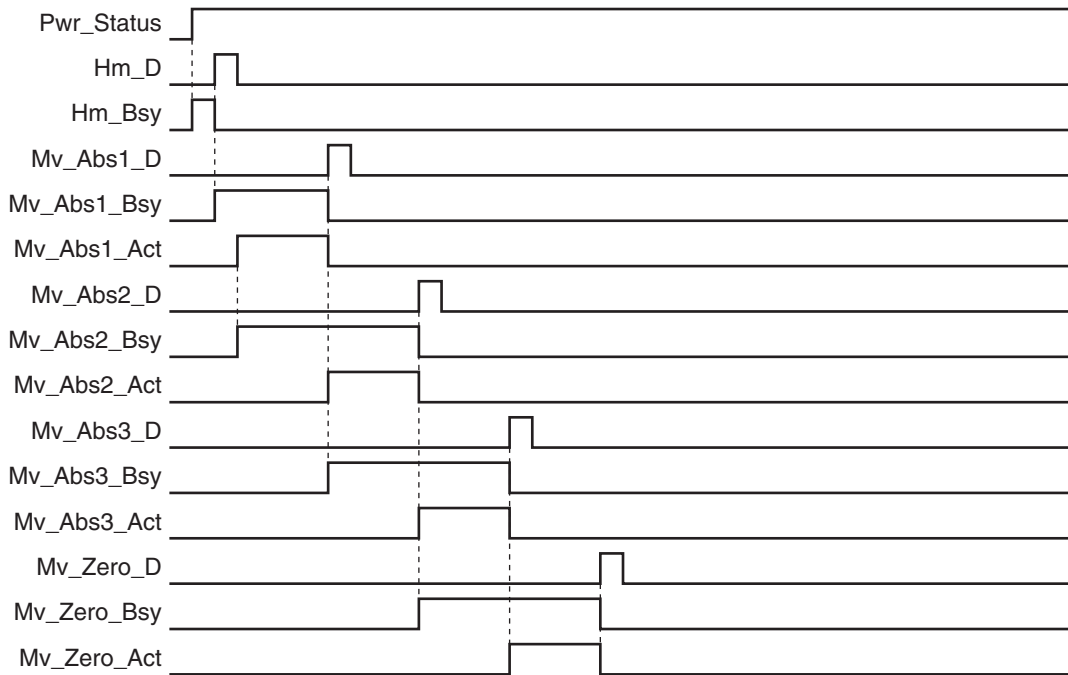 Pwr_Status
Hm_D
Hm_Bsy
Mv_Abs1_D
Mv_Abs1_Bsy
Mv_Abs1_Act
Mv_Abs2_D
Mv_Abs2_Bsy
Mv_Abs2_Act
Mv_Abs3_D
Mv_Abs3_Bsy
Mv_Abs3_Act
Mv_Zero_D
Mv_Zero_Bsy
Mv_Zero_Act